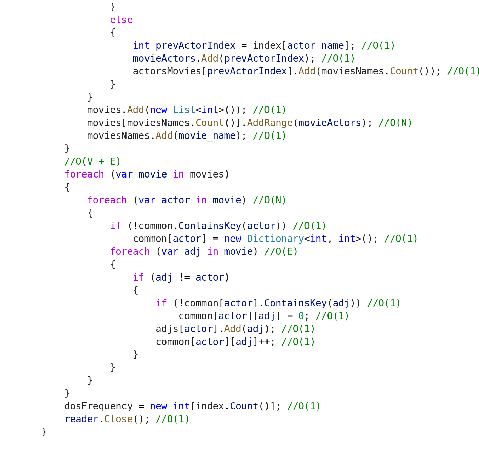 }
else
{
int prevActorIndex = index[actor_name]; //O(1)
movieActors.Add(prevActorIndex); //O(1)
actorsMovies[prevActorIndex].Add(moviesNames.Count()); //O(1)
}
}
movies.Add(new List<int>()); //O(1)
movies[moviesNames.Count()].AddRange(movieActors); //O(N)
moviesNames.Add(movie_name); //O(1)
}
//O(V + E)
foreach (var movie in movies)
{
foreach (var actor in movie) //O(N)
{
if (!common.ContainsKey(actor)) //O(1)
common[actor] = new Dictionary<int, int>(); //O(1)
foreach (var adj in movie) //O(E)
{
if (adj != actor)
{
if (!common[actor].ContainsKey(adj)) //O(1)
common[actor][adj] = 0; //O(1)
adjs[actor].Add(adj); //O(1)
common[actor][adj]++; //O(1)
}
}
}
}
dosFrequency = new int[index.Count()]; //O(1)
reader.Close(); //O(1)
}